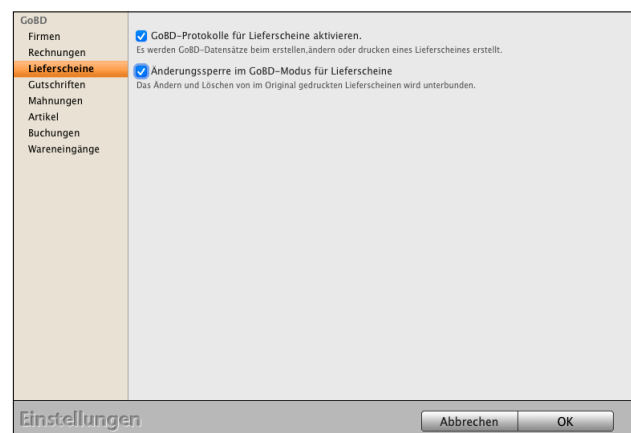 GoBD
Firmen
Rechnungen
Lieferscheine
Gutschriften
Mahnungen
Artikel
Buchungen
Wareneingänge
GoBD-Protokolle für Lieferscheine aktivieren.
Es werden GoBD-Datensätze beim erstellen,ändern oder drucken eines Lieferscheines erstellt.
Änderungssperre im GoBD-Modus für Lieferscheine
Das Ändern und Löschen von im Original gedruckten Lieferscheinen wird unterbunden.
Einstellungen
Abbrechen
OK